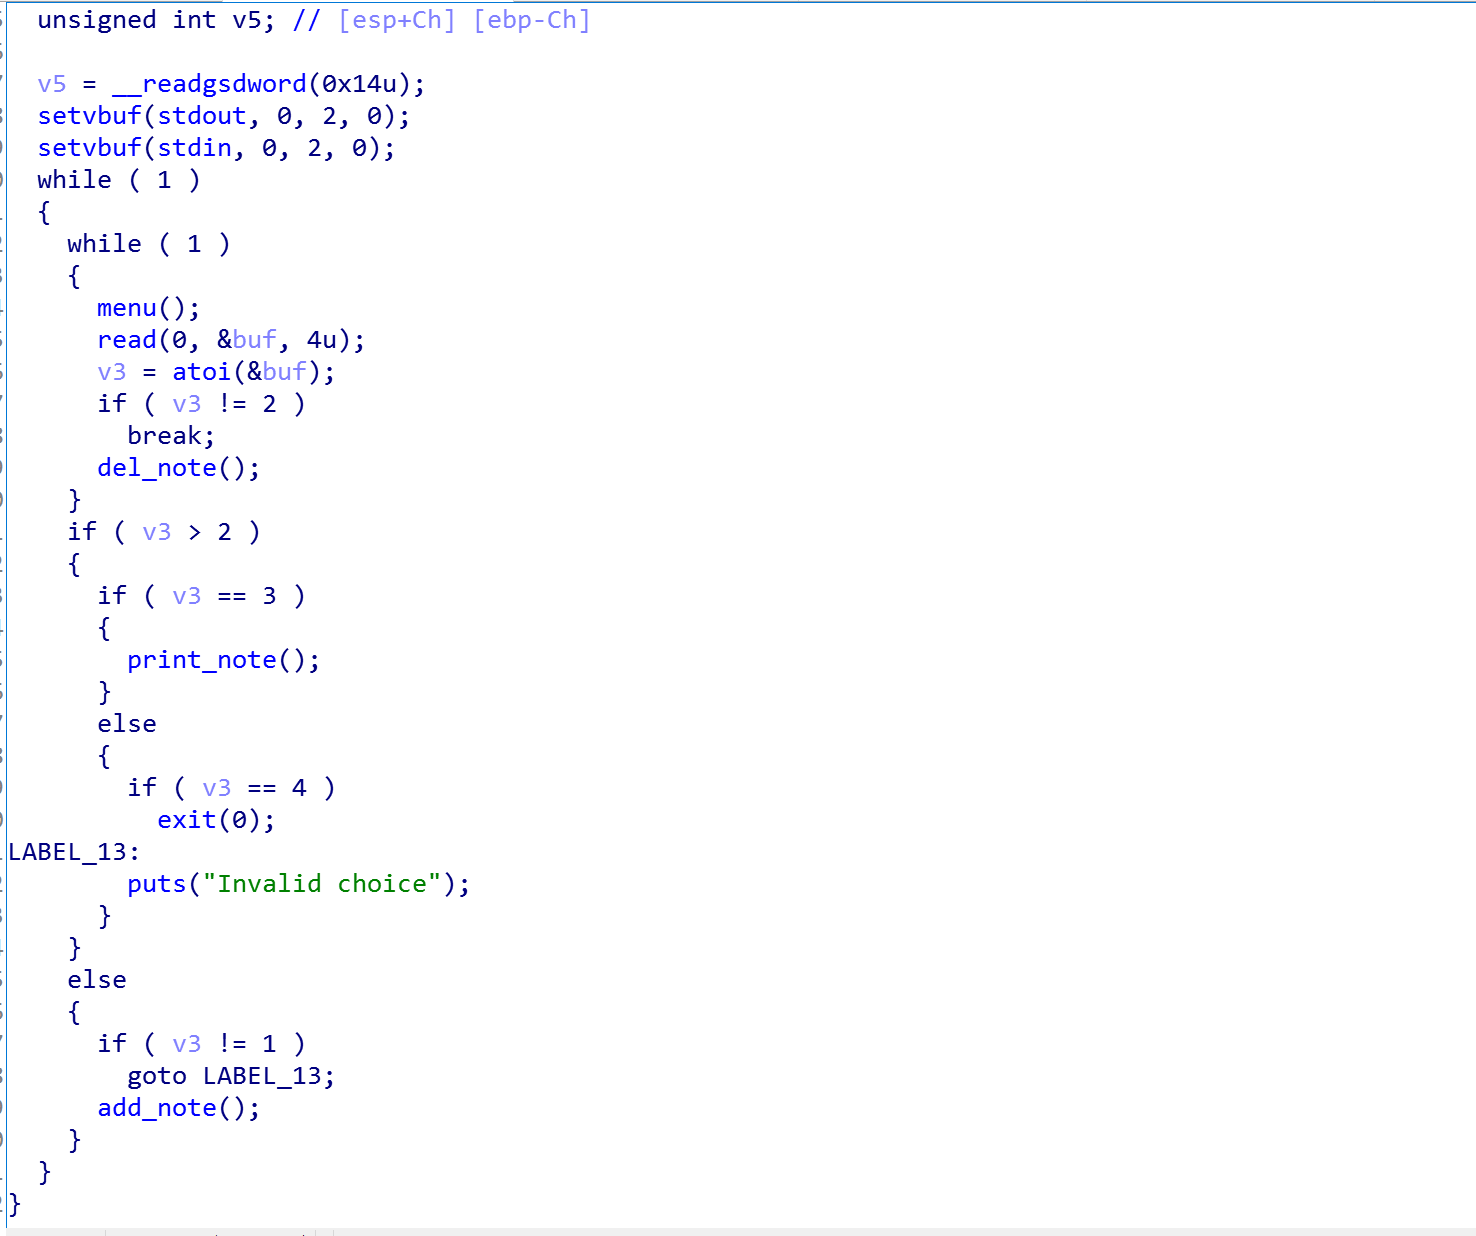 unsigned int v5; // [esp+Ch] [ebp-Ch]
v5 = __readgsdword(0x14u);
setvbuf(stdout, 0, 2, 0);
setvbuf(stdin, 0, 2, 0);
while ( 1 )
{
while ( 1 )
{
menu();
read(0, &buf, 4u);
v3 = atoi(&buf);
if ( v3 != 2 )
break;
del_note();
}
if ( v3 > 2 )
{
if ( v3 == 3 )
{
print_note();
}
else
{
if ( v3 == 4 )
exit(0);
LABEL_13:
puts("Invalid choice");
}
}
else
{
if ( v3 != 1 )
goto LABEL_13;
add_note();
}
}
}